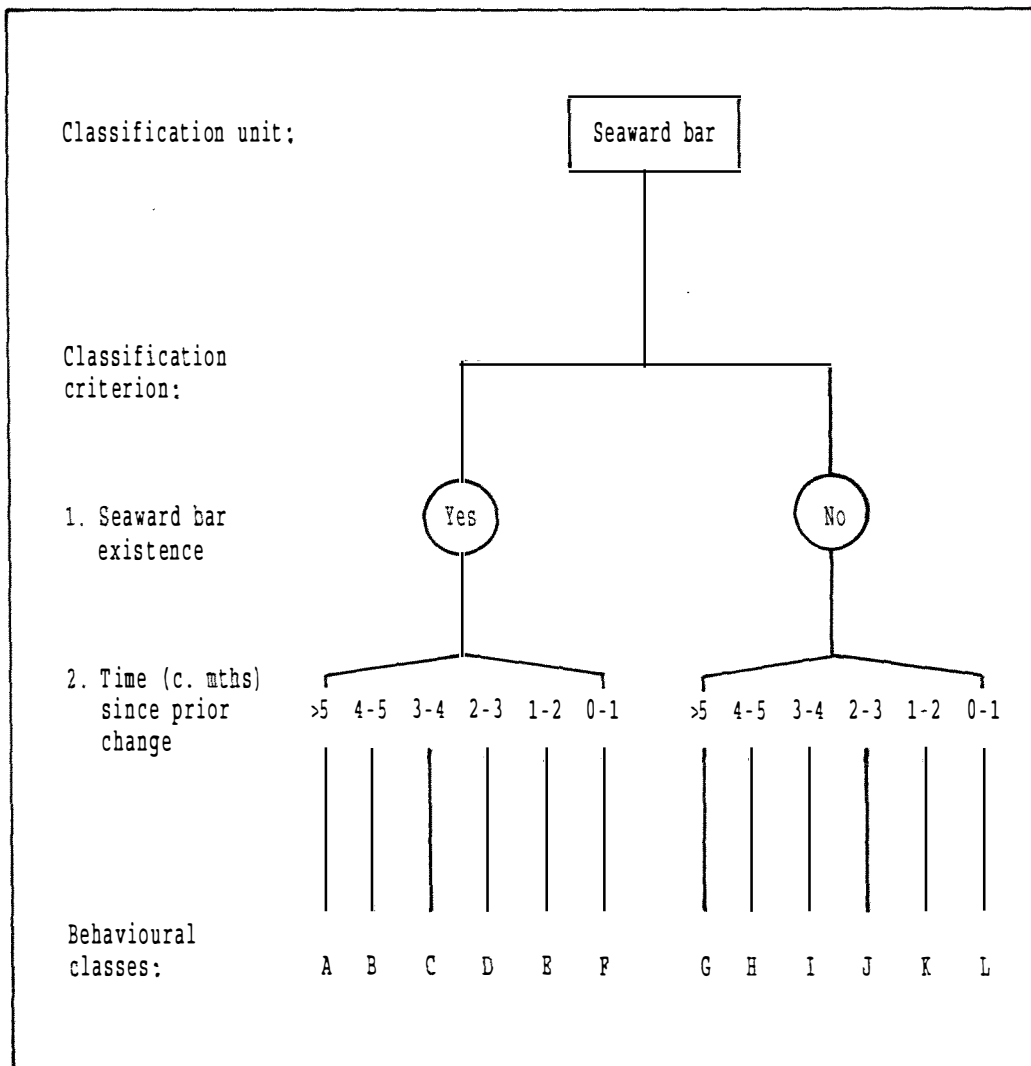 Classification unit:
Seaward bar
Classification
criterion:
1. Seaward bar
existence
Yes
No
2. Time (c. mths)
since prior
change
>5 4-5 3-4 2-3 1-2 0-1
>5 4-5 3-4 2-3 1-2 0-1
Behavioural
classes:
A B C D E F
G H I J K L